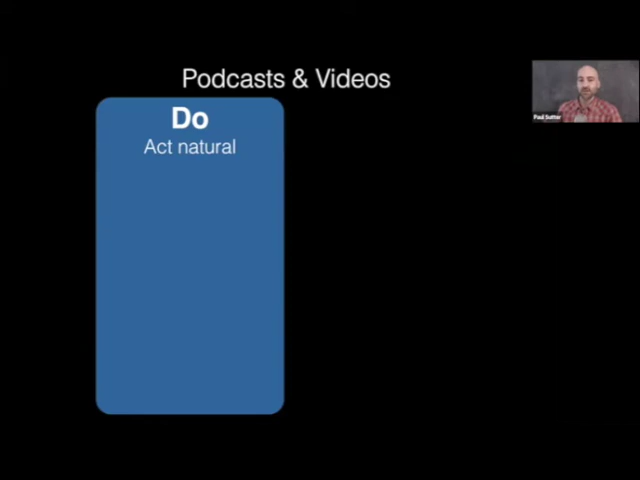 Podcasts & Videos
Do
Act natural
Paul Sutter